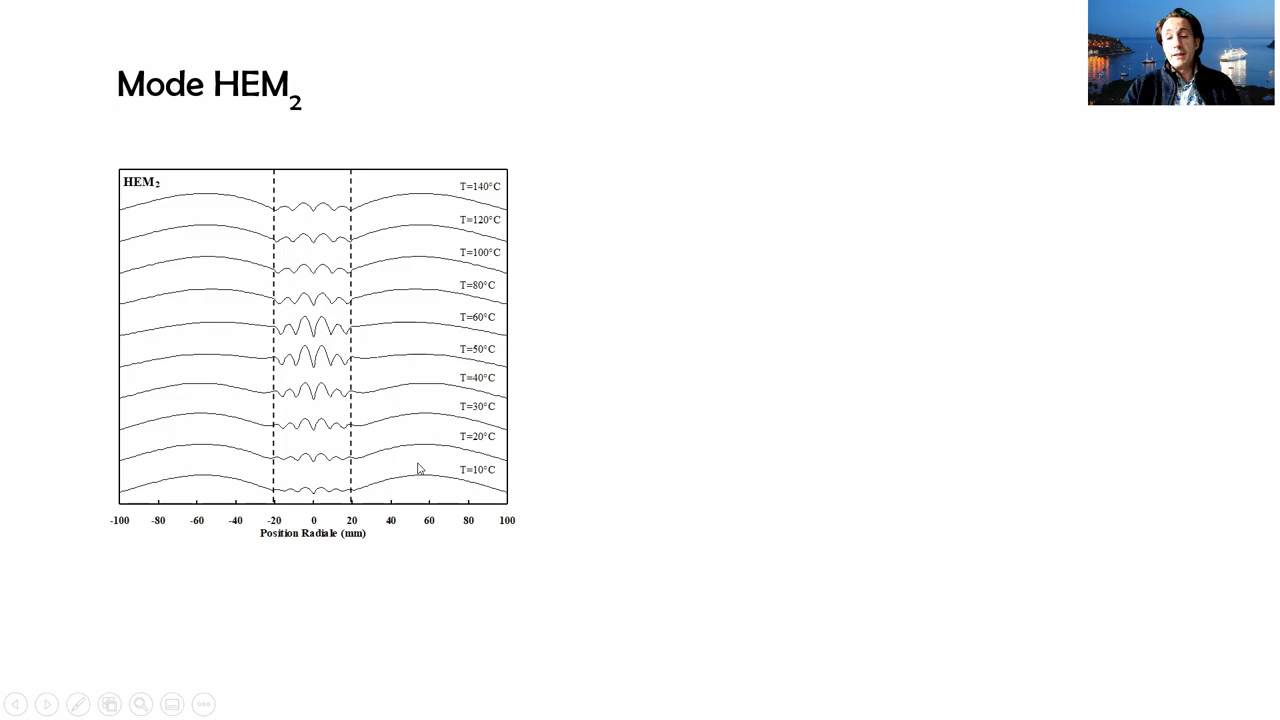 Mode HEM₂
HEM₂
T=140°C
T=120°C
T=100°C
T=80°C
T=60°C
T=50°C
T=40°C
T=30°C
T=20°C
T=10°C
-100 -80 -60 -40 -20 0 20 40 60 80 100
Position Radiale (mm)